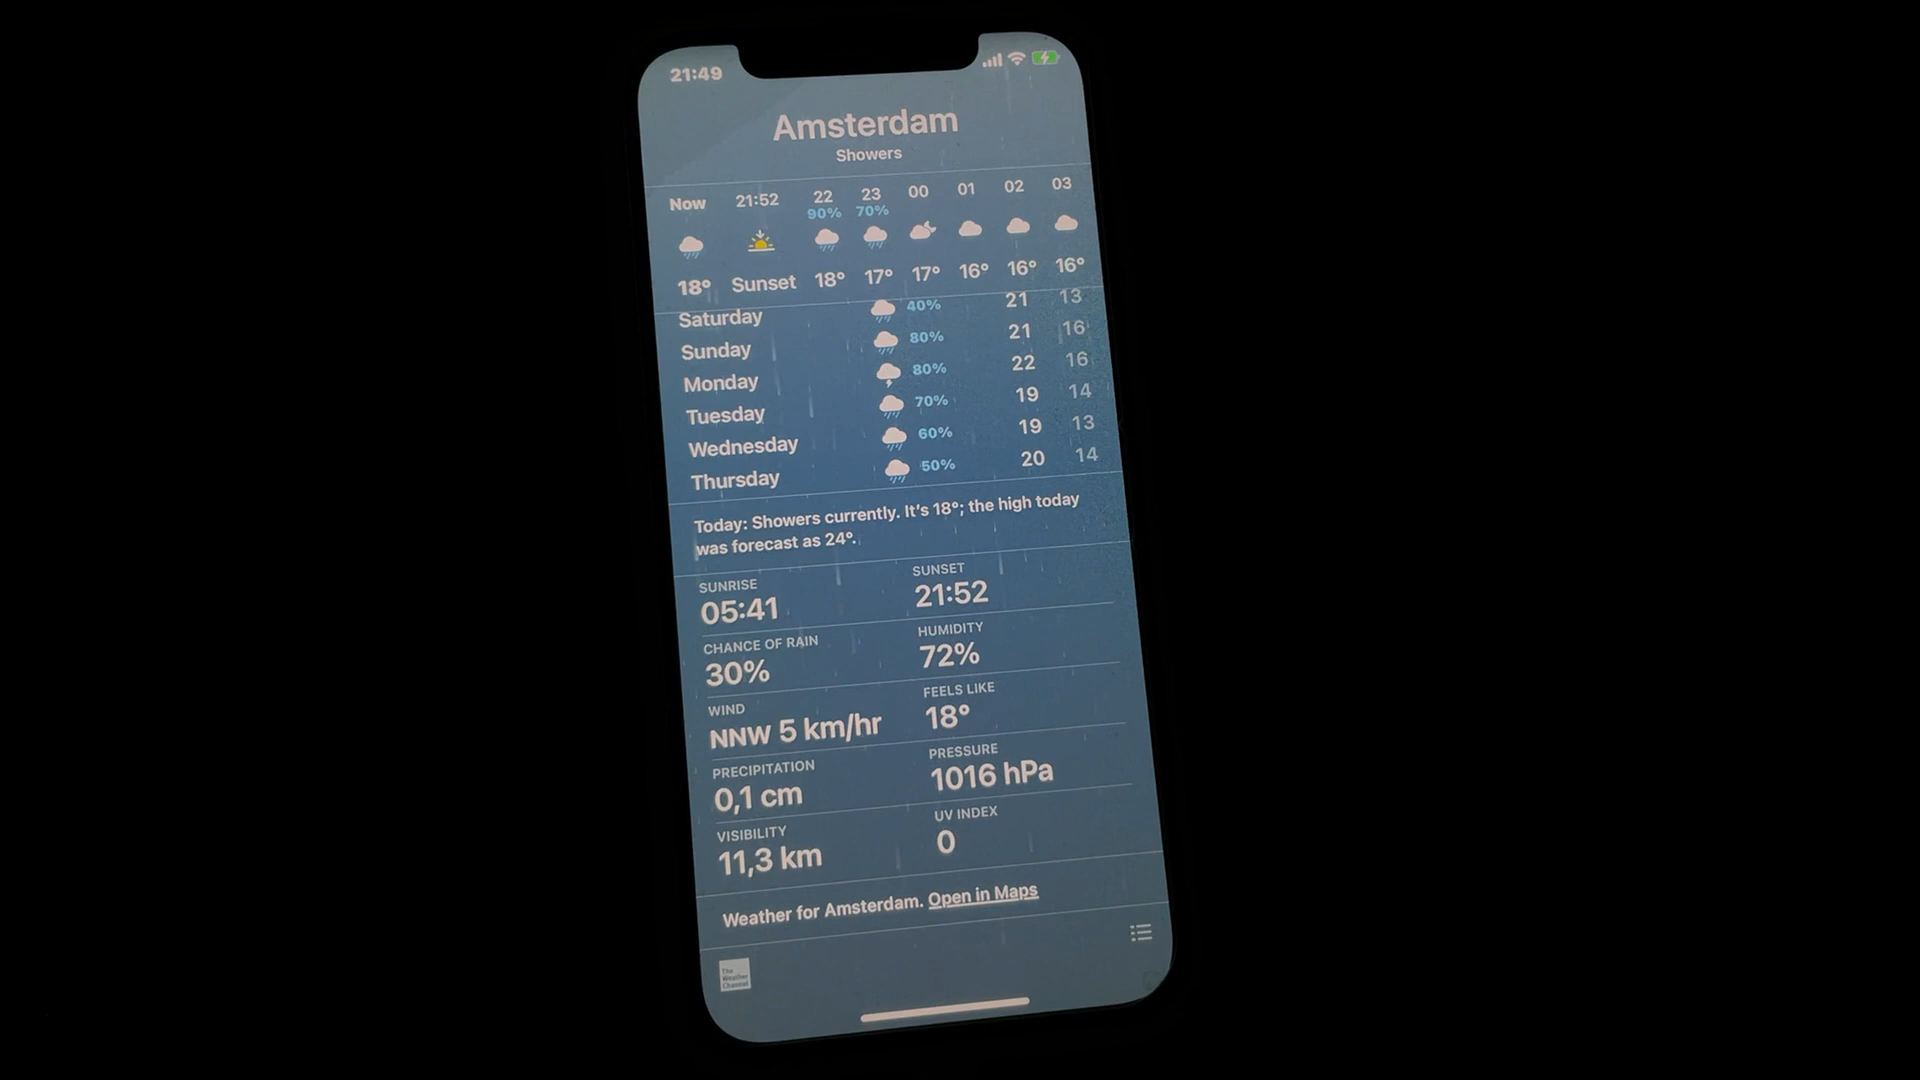 21:49
Amsterdam
Showers
Now 21:52 22 23 00 01 02 03
90% 70%
18° Sunset 18° 17° 17° 16° 16° 16°
Saturday 40% 21 13
Sunday 80% 21 16
Monday 80% 22 16
Tuesday 70% 19 14
Wednesday 60% 19 13
Thursday 50% 20 14
Today: Showers currently. It's 18°; the high today
was forecast as 24°.
SUNRISE SUNSET
05:41 21:52
CHANCE OF RAIN HUMIDITY
30% 72%
WIND FEELS LIKE
NNW 5 km/hr 18°
PRECIPITATION PRESSURE
0,1 cm 1016 hPa
VISIBILITY UV INDEX
11,3 km 0
Weather for Amsterdam. Open in Maps
The
Weather
Channel